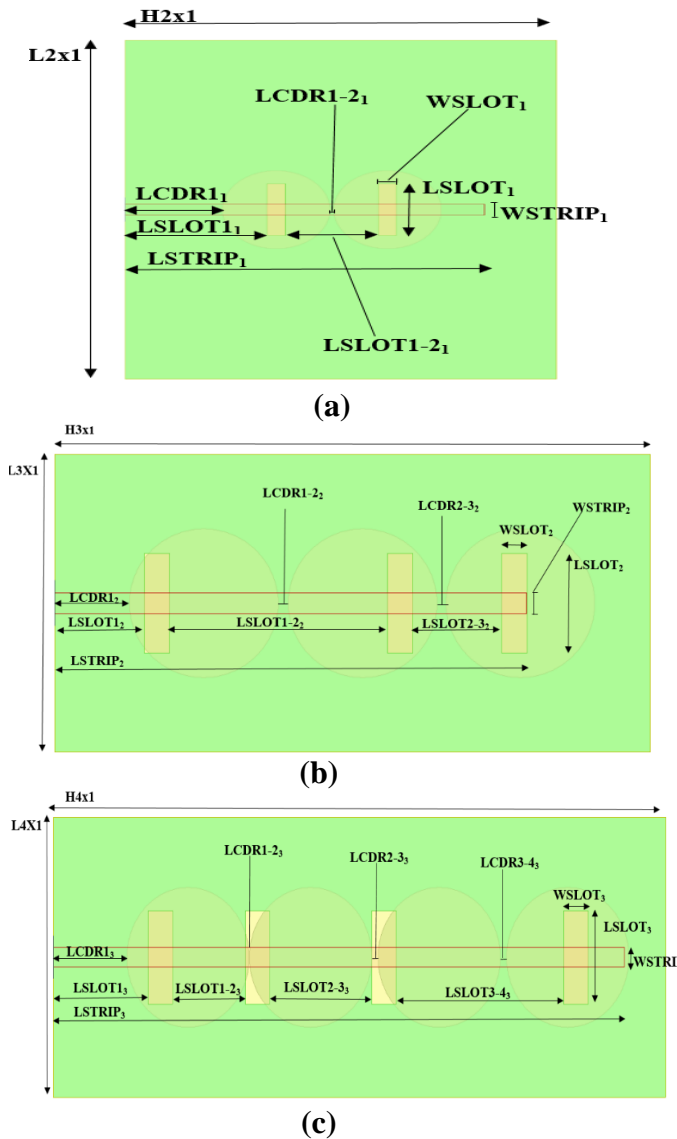 H2x1
L2x1
LCDR1-2₁
WSLOT₁
LCDR1₁
LSLOT₁
WSTRIP₁
LSLOT1₁
LSTRIP₁
LSLOT1-2₁
(a)
H3x1
L3X1
LCDR1-2₂
LCDR2-3₂
WSTRIP₂
WSLOT₂
LSLOT₂
LCDR1₂
LSLOT1₂
LSLOT1-2₂
LSLOT2-3₂
LSTRIP₂
(b)
H4x1
L4X1
LCDR1-2₃
LCDR2-3₃
LCDR3-4₃
WSLOT₃
LSLOT₃
LCDR1₃
WSTRI
LSLOT1₃
LSLOT1-2₃
LSLOT2-3₃
LSLOT3-4₃
LSTRIP₃
(c)